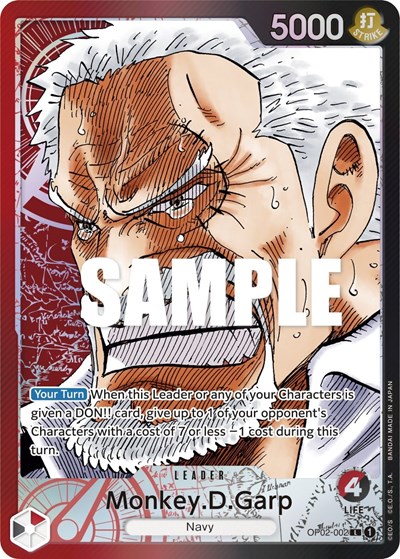 5000
打
STRIKE
SAMPLE
Your Turn When this Leader or any of your Characters is
given a DON!! card, give up to 1 of your opponent's
Characters with a cost of 7 or less −1 cost during this
turn.
LEADER
Monkey.D.Garp
Navy
4
LIFE
OP02-002 L 1
©E.O/S. ©E.O./S., T.A. BANDAI MADE IN JAPAN